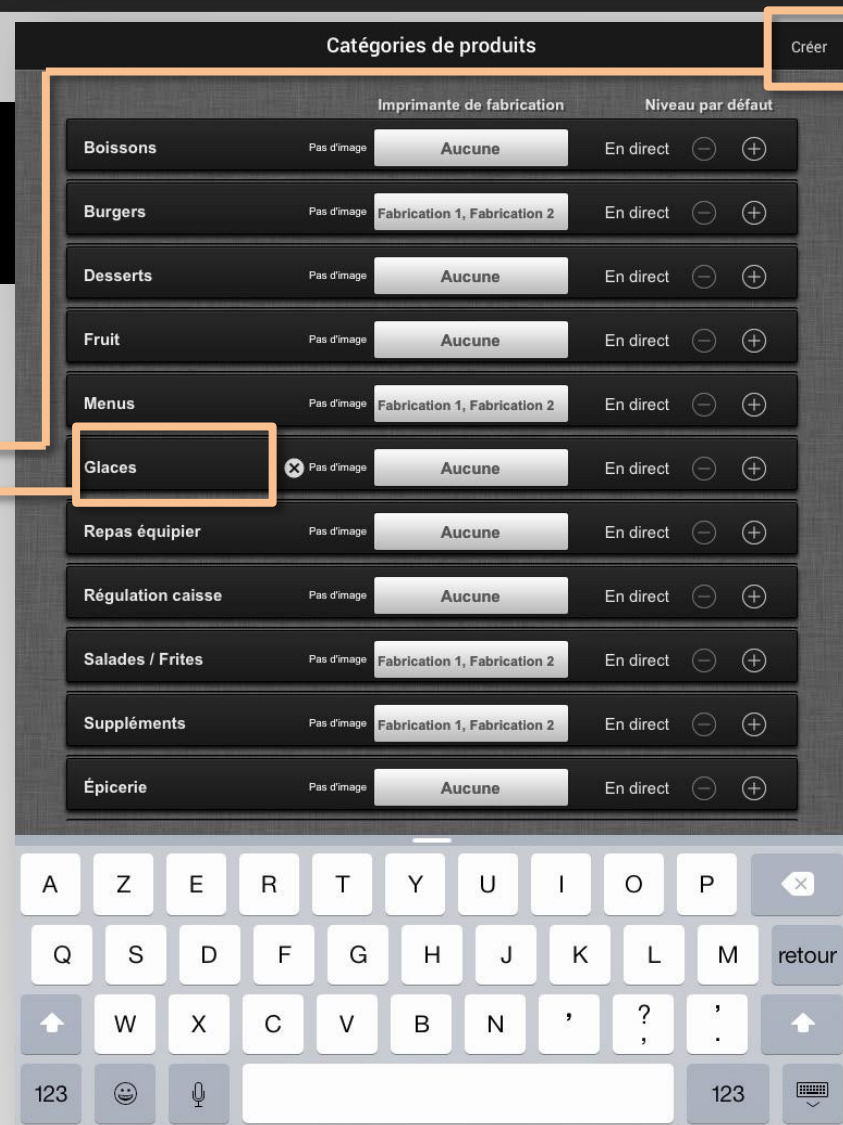 Catégories de produits Créer
Imprimante de fabrication Niveau par défaut
Boissons Pas d'image Aucune En direct
Burgers Pas d'image Fabrication 1, Fabrication 2 En direct
Desserts Pas d'image Aucune En direct
Fruit Pas d'image Aucune En direct
Menus Pas d'image Fabrication 1, Fabrication 2 En direct
Glaces Pas d'image Aucune En direct
Repas équipier Pas d'image Aucune En direct
Régulation caisse Pas d'image Aucune En direct
Salades / Frites Pas d'image Fabrication 1, Fabrication 2 En direct
Suppléments Pas d'image Fabrication 1, Fabrication 2 En direct
Épicerie Pas d'image Aucune En direct
A Z E R T Y U I O P
Q S D F G H J K L M retour
W X C V B N ' ? , ' .
123 123